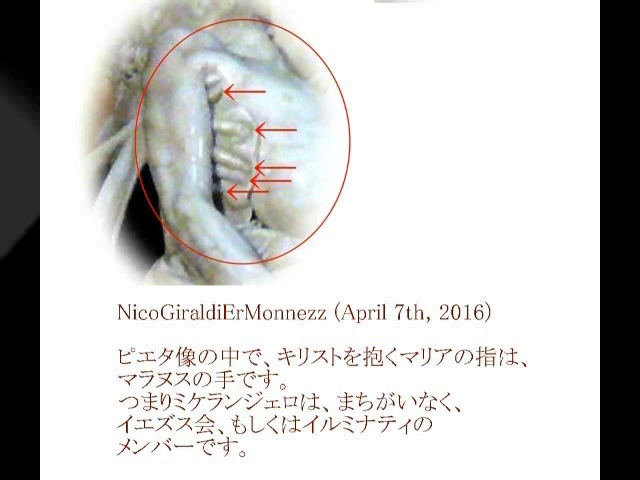 NicoGiraldiErMonnezz (April 7th, 2016)
ピエタ像の中で、キリストを抱くマリアの指は、
マラヌスの手です。
つまりミケランジェロは、まちがいなく、
イエズス会、もしくはイルミナティの
メンバーです。